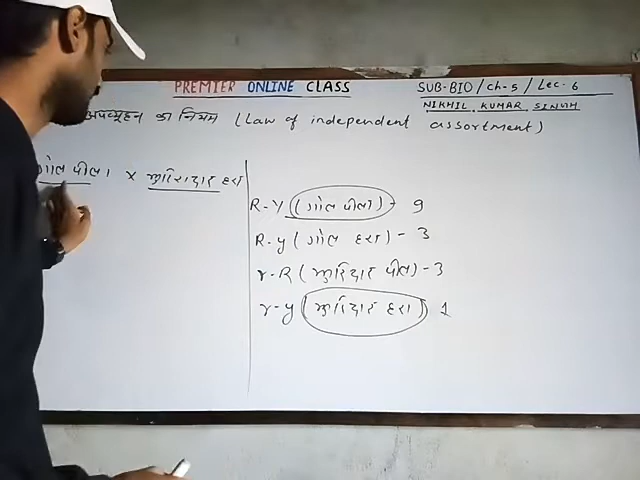 PREMIER ONLINE CLASS
SUB-BIO / Ch-5 / Lec-6
NIKHIL KUMAR SINGH
अपव्यूहन का नियम (Law of independent assortment)
गोल पीला × झुर्रीदार हरा
R-Y (गोल पीला) - 9
R-y (गोल हरा) - 3
r-R (झुरीदार पीला) - 3
r-y (झुरीदार हरा) 1